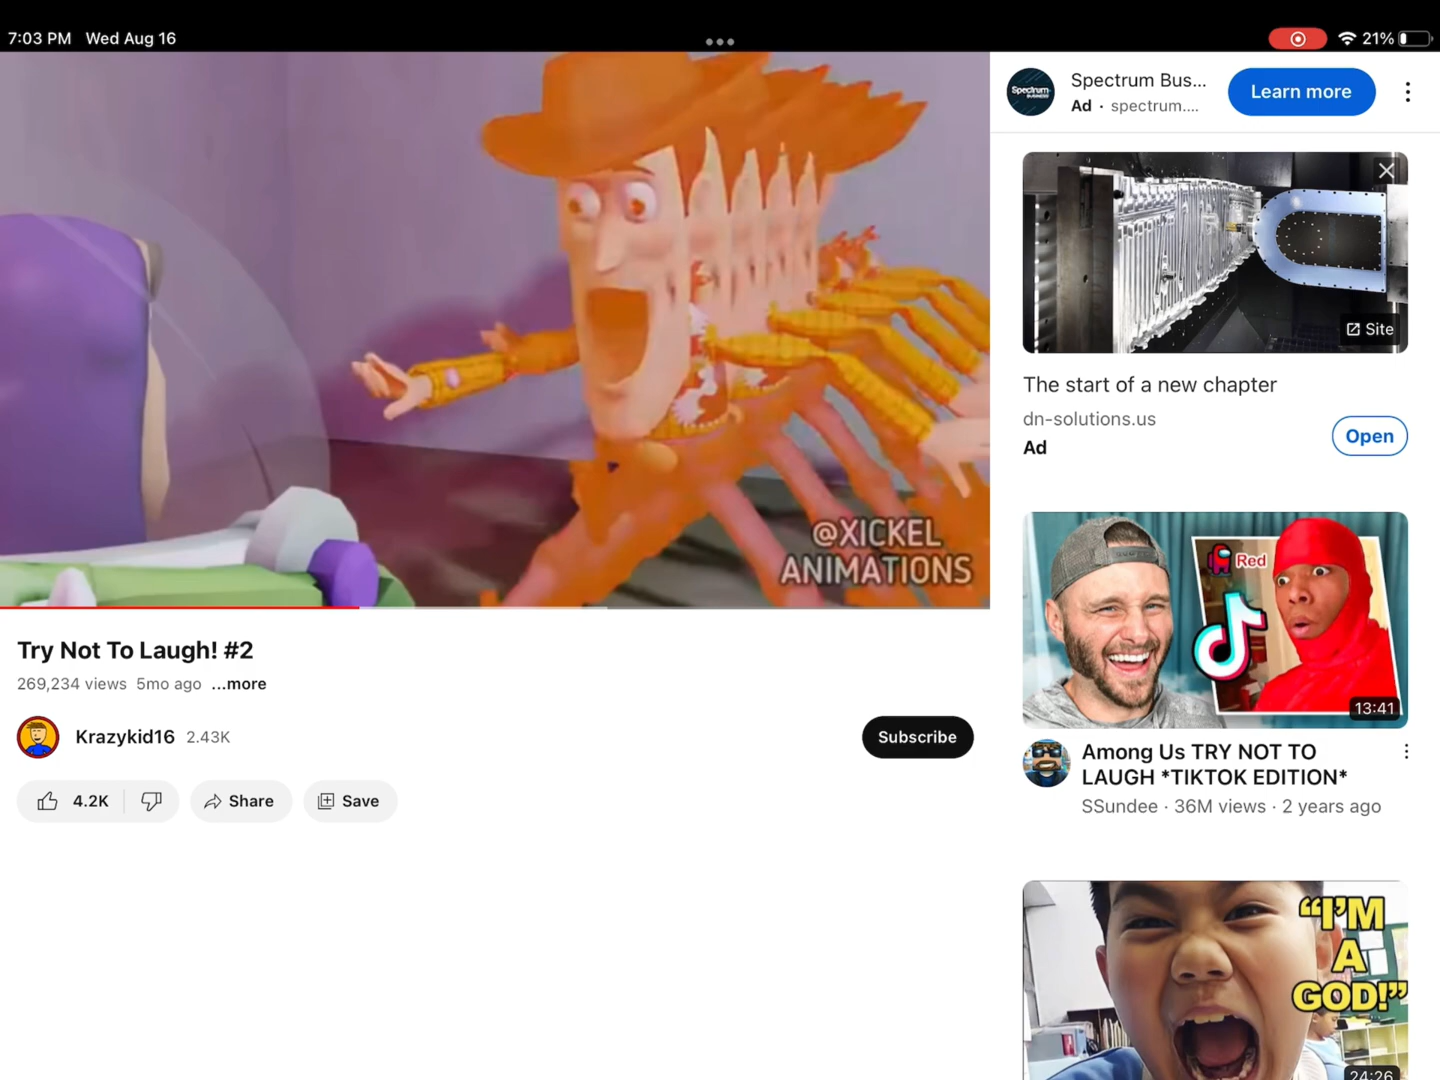 7:03 PM Wed Aug 16
21%
@XICKEL
ANIMATIONS
Try Not To Laugh! #2
269,234 views 5mo ago ...more
Krazykid16 2.43K
Subscribe
4.2K
Share
Save
Spectrum
BUSINESS
Spectrum Bus...
Ad · spectrum....
Learn more
Site
The start of a new chapter
dn-solutions.us
Ad
Open
Red
13:41
Among Us TRY NOT TO
LAUGH *TIKTOK EDITION*
SSundee · 36M views · 2 years ago
"I'M
A
GOD!"
24:26